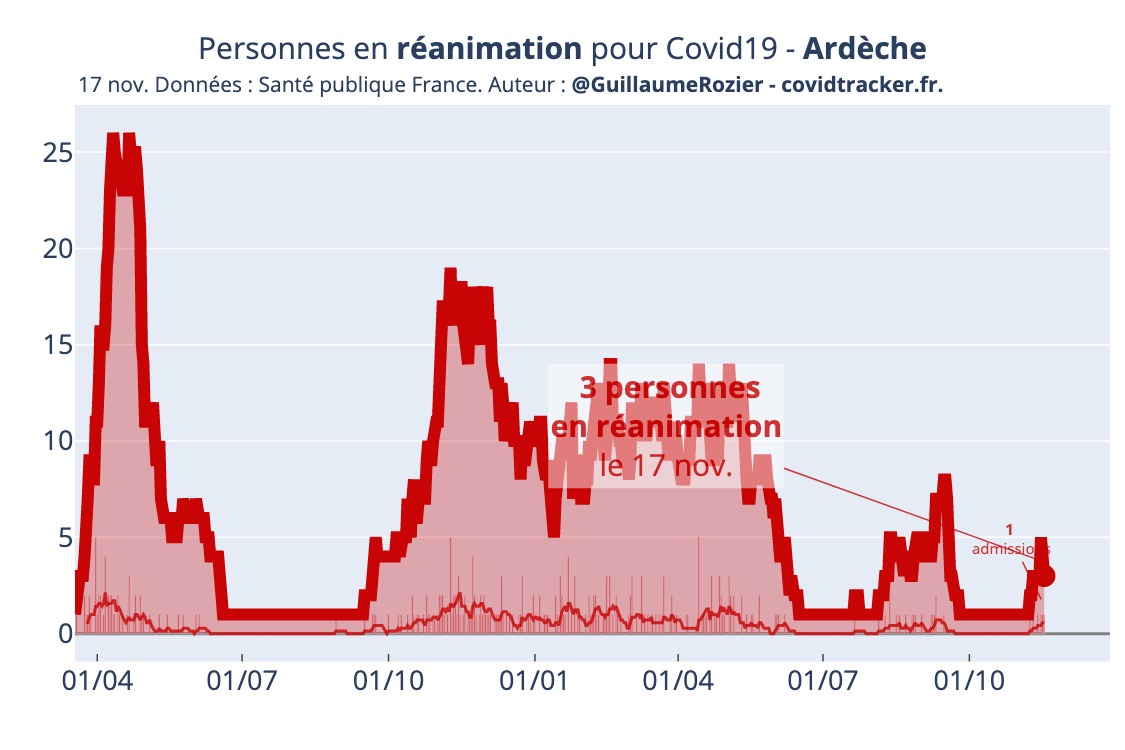 Personnes en réanimation pour Covid19 - Ardèche
17 nov. Données : Santé publique France. Auteur : @GuillaumeRozier - covidtracker.fr.
25
20
15
10
5
0
3 personnes
en réanimation
le 17 nov.
1
admissions
01/04
01/07
01/10
01/01
01/04
01/07
01/10